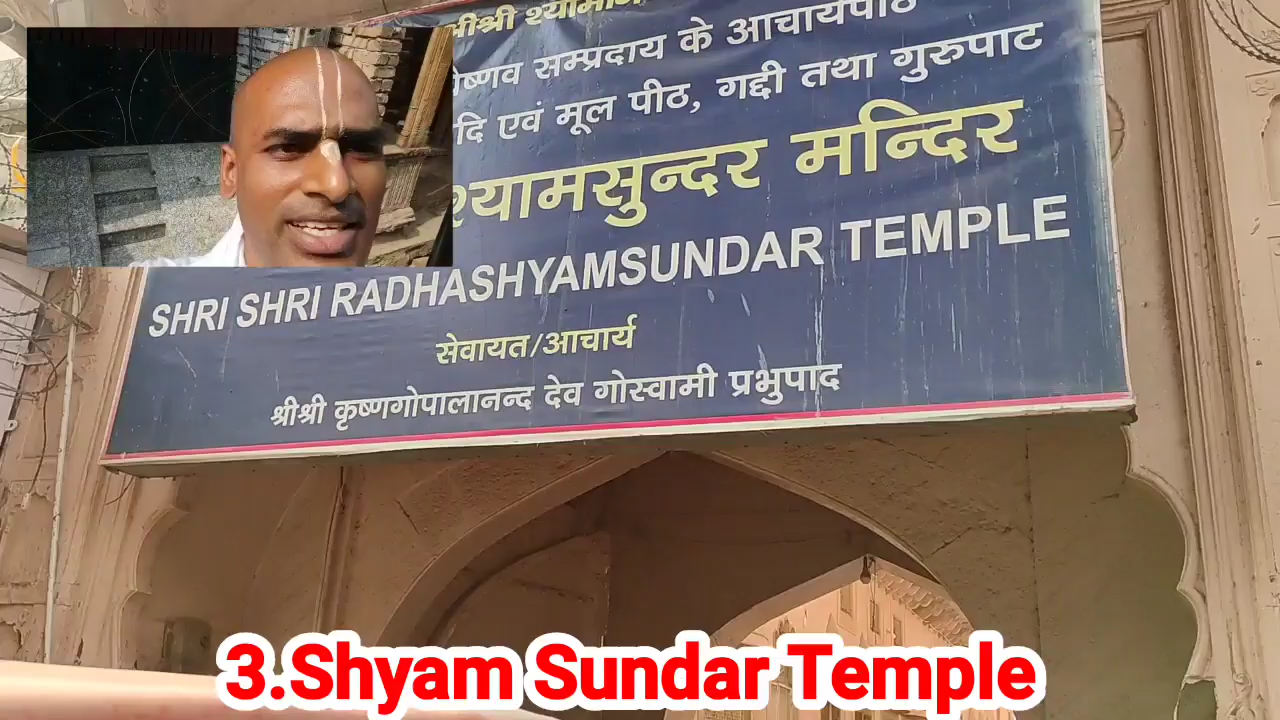 सम्प्रदाय के आचार्यपीठ
एवं मूल पीठ, गद्दी तथा गुरुपाट
श्यामसुन्दर मन्दिर
SHRI SHRI RADHASHYAMSUNDAR TEMPLE
सेवायत/आचार्य
श्रीश्री कृष्णगोपालानन्द देव गोस्वामी प्रभुपाद
3.Shyam Sundar Temple